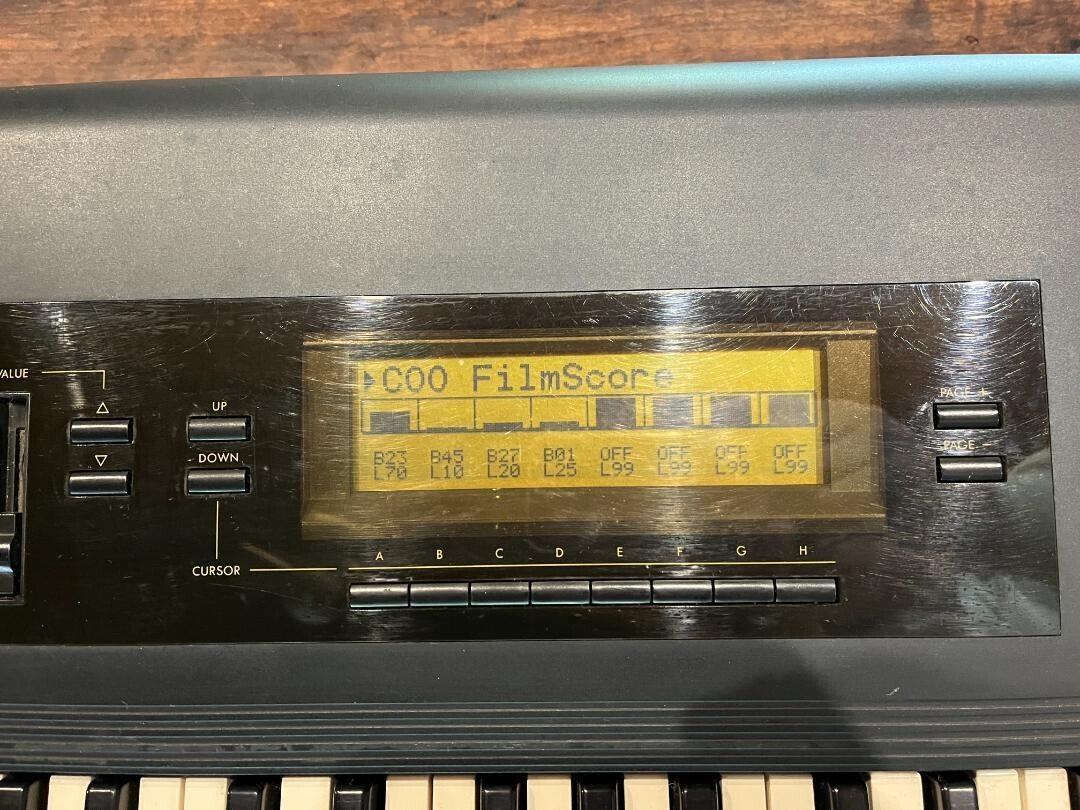 VALUE
UP
DOWN
CURSOR
▶C00 FilmScore
B23 B45 B27 B01 OFF OFF OFF OFF
L70 L10 L20 L25 L99 L99 L99 L99
A B C D E F G H
PAGE +
PAGE −